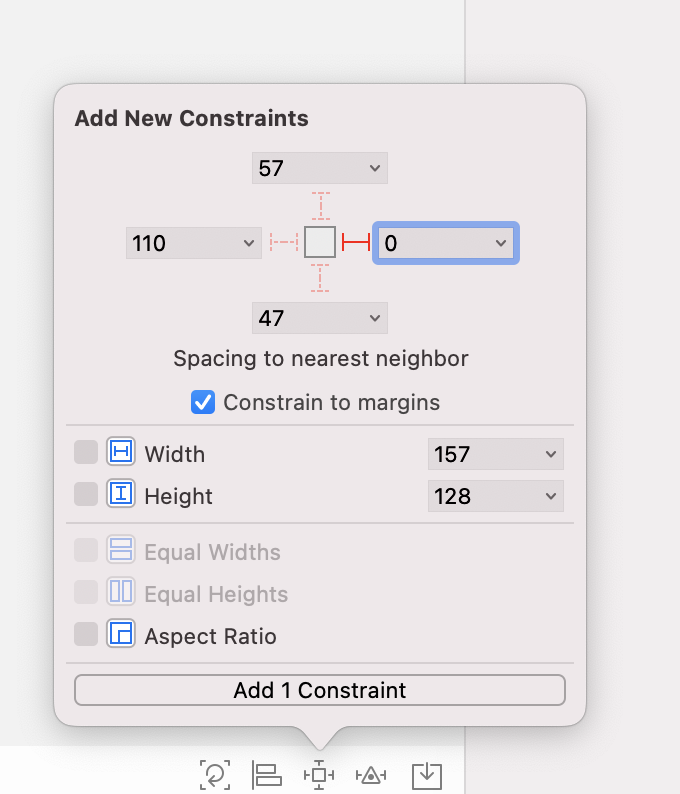 Add New Constraints
57
110
0
47
Spacing to nearest neighbor
Constrain to margins
Width 157
Height 128
Equal Widths
Equal Heights
Aspect Ratio
Add 1 Constraint